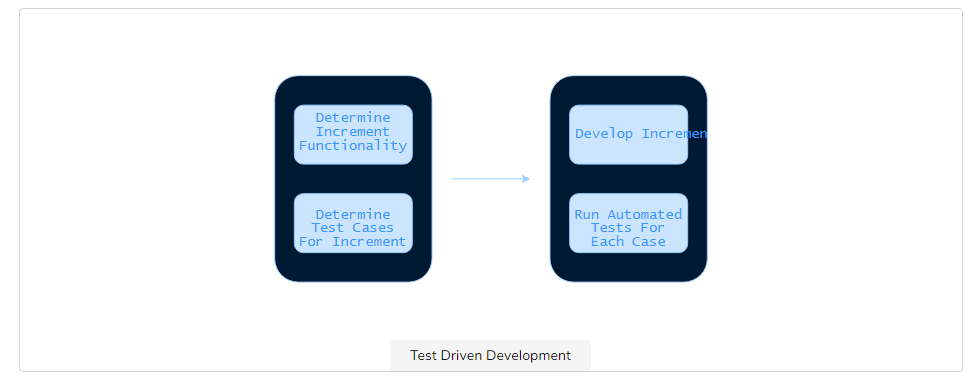 Determine
Increment
Functionality
Determine
Test Cases
For Increment
Develop Incremen
Run Automated
Tests For
Each Case
Test Driven Development